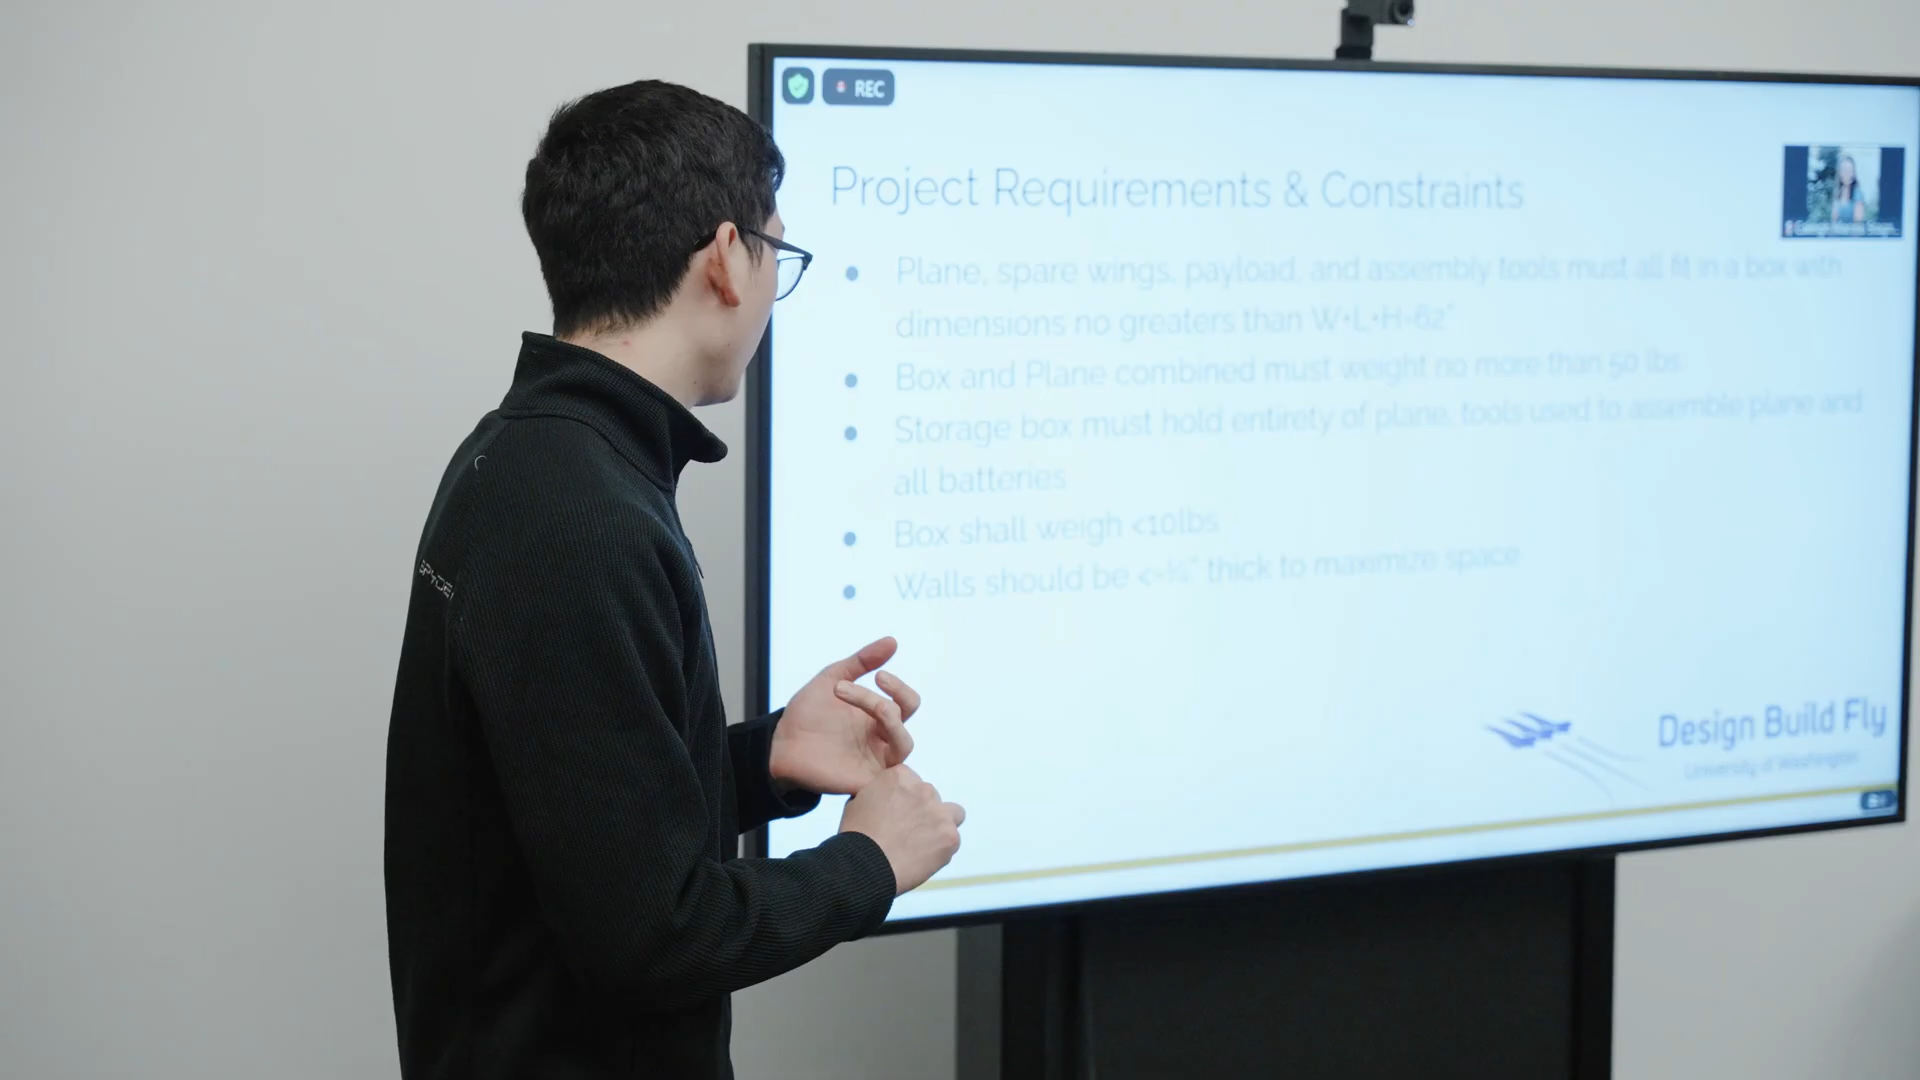 REC
Project Requirements & Constraints
Plane, spare wings, payload, and assembly tools must all fit in a box with
dimensions no greaters than W+L+H=62"
Box and Plane combined must weight no more than 50 lbs
Storage box must hold entirety of plane, tools used to assemble plane and
all batteries
Box shall weigh <10lbs
Walls should be <~¼" thick to maximize space
Design Build Fly
University of Washington
SPYDER